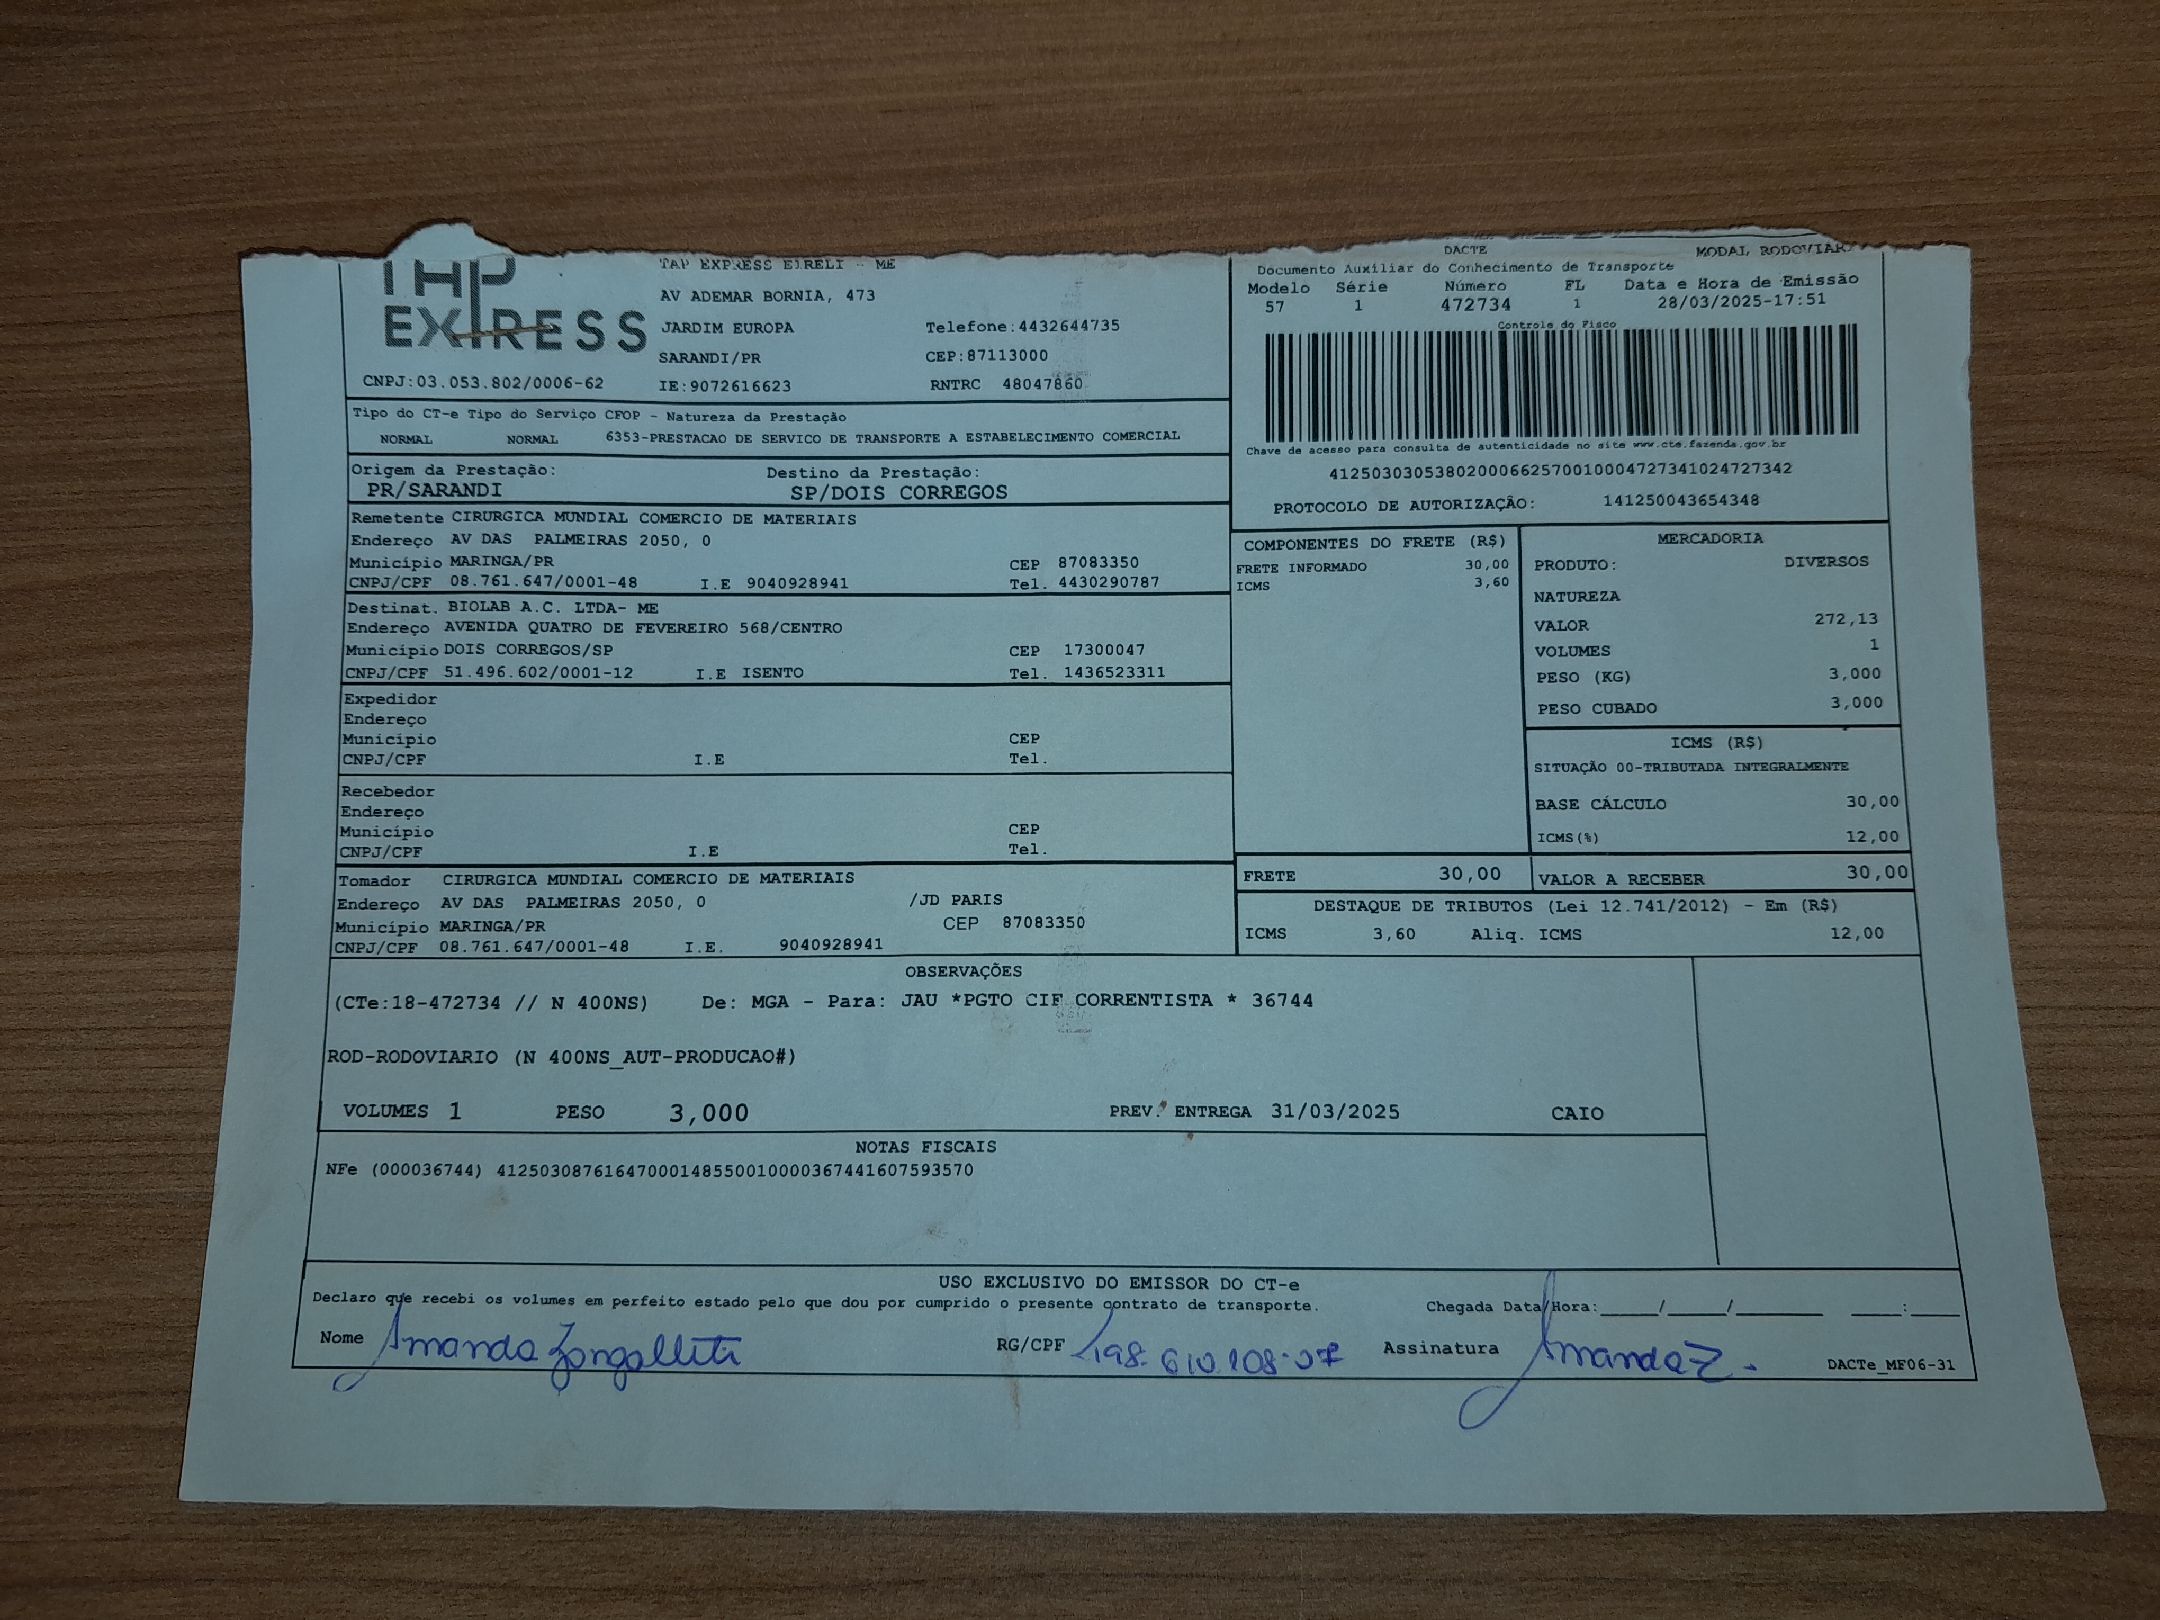 TAP EXPRESS
TAP EXPRESS EIRELI - ME
AV ADEMAR BORNIA, 473
JARDIM EUROPA Telefone:4432644735
SARANDI/PR CEP:87113000
CNPJ:03.053.802/0006-62 IE:9072616623 RNTRC 48047860
DACTE MODAL RODOVIAR
Documento Auxiliar do Conhecimento de Transporte
Modelo Série Número FL Data e Hora de Emissão
57 1 472734 1 28/03/2025-17:51
Controle do Fisco
Chave de acesso para consulta de autenticidade no site www.cte.fazenda.gov.br
41250303053802000662570010004727341024727342
PROTOCOLO DE AUTORIZAÇÃO: 141250043654348
Tipo do CT-e Tipo do Serviço CFOP - Natureza da Prestação
NORMAL NORMAL 6353-PRESTACAO DE SERVICO DE TRANSPORTE A ESTABELECIMENTO COMERCIAL
Origem da Prestação: Destino da Prestação:
PR/SARANDI SP/DOIS CORREGOS
Remetente CIRURGICA MUNDIAL COMERCIO DE MATERIAIS
Endereço AV DAS PALMEIRAS 2050, 0
Município MARINGA/PR CEP 87083350
CNPJ/CPF 08.761.647/0001-48 I.E 9040928941 Tel. 4430290787
Destinat. BIOLAB A.C. LTDA- ME
Endereço AVENIDA QUATRO DE FEVEREIRO 568/CENTRO
Município DOIS CORREGOS/SP CEP 17300047
CNPJ/CPF 51.496.602/0001-12 I.E ISENTO Tel. 1436523311
Expedidor
Endereço
Município CEP
CNPJ/CPF I.E Tel.
Recebedor
Endereço
Município CEP
CNPJ/CPF I.E Tel.
Tomador CIRURGICA MUNDIAL COMERCIO DE MATERIAIS
Endereço AV DAS PALMEIRAS 2050, 0 /JD PARIS
Município MARINGA/PR CEP 87083350
CNPJ/CPF 08.761.647/0001-48 I.E. 9040928941
COMPONENTES DO FRETE (R$)
FRETE INFORMADO 30,00
ICMS 3,60
MERCADORIA
PRODUTO: DIVERSOS
NATUREZA
VALOR 272,13
VOLUMES 1
PESO (KG) 3,000
PESO CUBADO 3,000
ICMS (R$)
SITUAÇÃO 00-TRIBUTADA INTEGRALMENTE
BASE CÁLCULO 30,00
ICMS(%) 12,00
FRETE 30,00 VALOR A RECEBER 30,00
DESTAQUE DE TRIBUTOS (Lei 12.741/2012) - Em (R$)
ICMS 3,60 Aliq. ICMS 12,00
OBSERVAÇÕES
(CTe:18-472734 // N 400NS) De: MGA - Para: JAU *PGTO CIF CORRENTISTA * 36744
ROD-RODOVIARIO (N 400NS_AUT-PRODUCAO#)
VOLUMES 1 PESO 3,000 PREV. ENTREGA 31/03/2025 CAIO
NOTAS FISCAIS
NFe (000036744) 41250308761647000148550010000367441607593570
USO EXCLUSIVO DO EMISSOR DO CT-e
Declaro que recebi os volumes em perfeito estado pelo que dou por cumprido o presente contrato de transporte. Chegada Data/Hora:____/____/______ ___:___
Nome Amanda RG/CPF Assinatura Amanda Z. DACTe_MF06-31